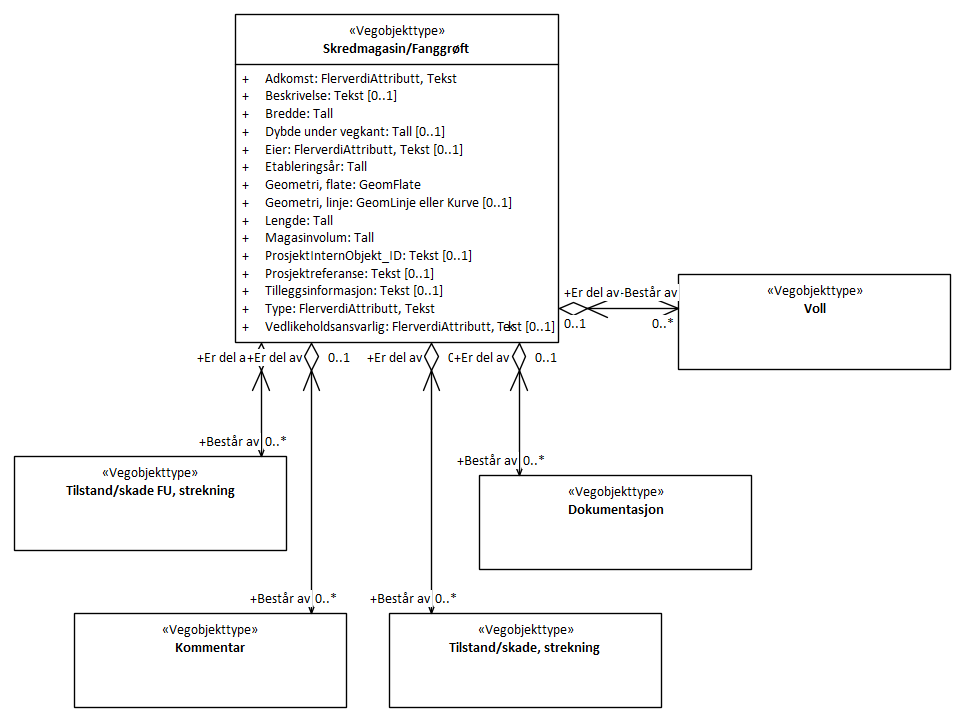 «Vegobjekttype»
Skredmagasin/Fanggrøft
+ Adkomst: FlerverdiAttributt, Tekst
+ Beskrivelse: Tekst [0..1]
+ Bredde: Tall
+ Dybde under vegkant: Tall [0..1]
+ Eier: FlerverdiAttributt, Tekst [0..1]
+ Etableringsår: Tall
+ Geometri, flate: GeomFlate
+ Geometri, linje: GeomLinje eller Kurve [0..1]
+ Lengde: Tall
+ Magasinvolum: Tall
+ ProsjektInternObjekt_ID: Tekst [0..1]
+ Prosjektreferanse: Tekst [0..1]
+ Tilleggsinformasjon: Tekst [0..1]
+ Type: FlerverdiAttributt, Tekst
+ Vedlikeholdsansvarlig: FlerverdiAttributt, Tekst [0..1]
+Er del av
-Består av
0..1
0..*
«Vegobjekttype»
Voll
+Er del a
+Er del av
0..1
+Er del av
+Er del av
0..1
+Består av
0..*
«Vegobjekttype»
Tilstand/skade FU, strekning
+Består av
0..*
«Vegobjekttype»
Dokumentasjon
+Består av
0..*
«Vegobjekttype»
Kommentar
+Består av
0..*
«Vegobjekttype»
Tilstand/skade, strekning